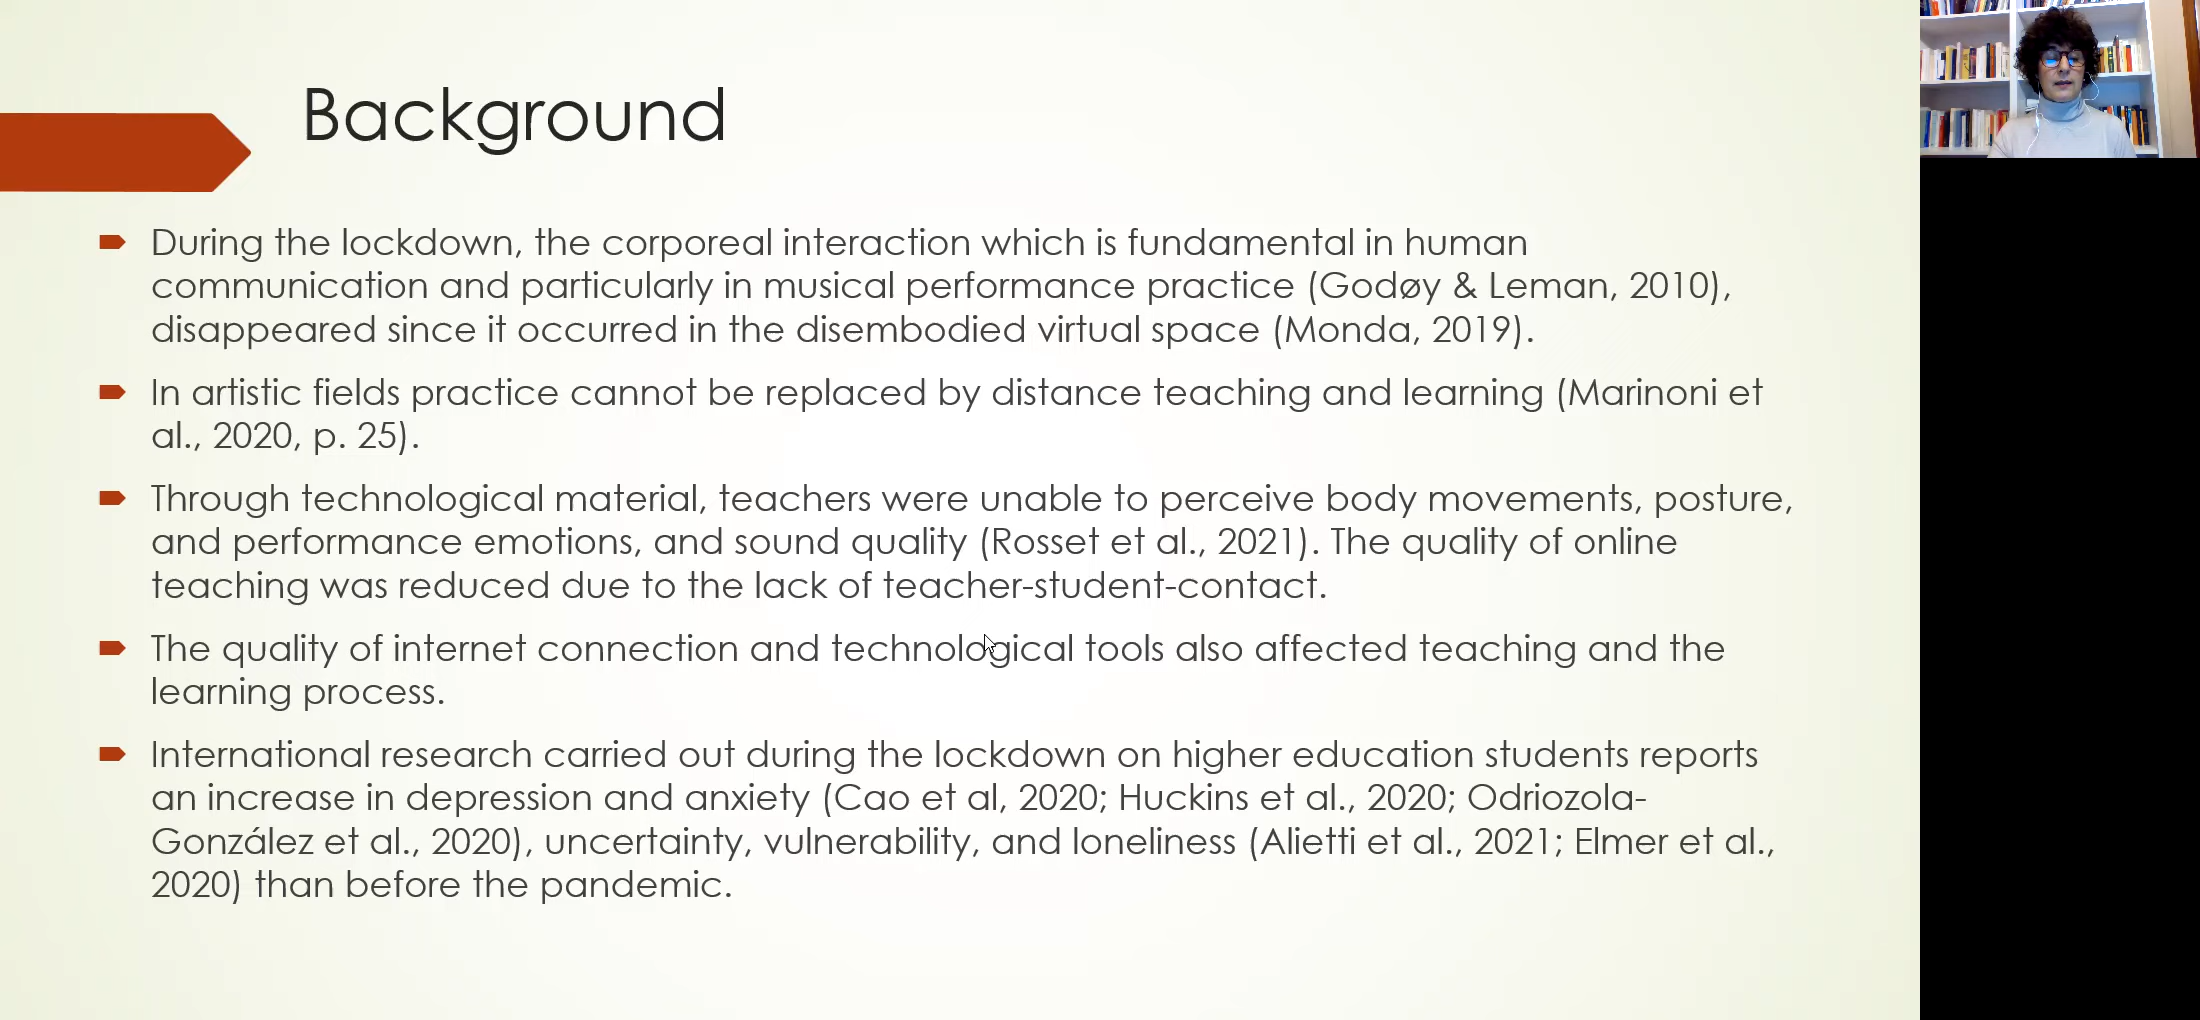 Background
During the lockdown, the corporeal interaction which is fundamental in human
communication and particularly in musical performance practice (Godøy & Leman, 2010),
disappeared since it occurred in the disembodied virtual space (Monda, 2019).
In artistic fields practice cannot be replaced by distance teaching and learning (Marinoni et
al., 2020, p. 25).
Through technological material, teachers were unable to perceive body movements, posture,
and performance emotions, and sound quality (Rosset et al., 2021). The quality of online
teaching was reduced due to the lack of teacher-student-contact.
The quality of internet connection and technological tools also affected teaching and the
learning process.
International research carried out during the lockdown on higher education students reports
an increase in depression and anxiety (Cao et al, 2020; Huckins et al., 2020; Odriozola-
González et al., 2020), uncertainty, vulnerability, and loneliness (Alietti et al., 2021; Elmer et al.,
2020) than before the pandemic.